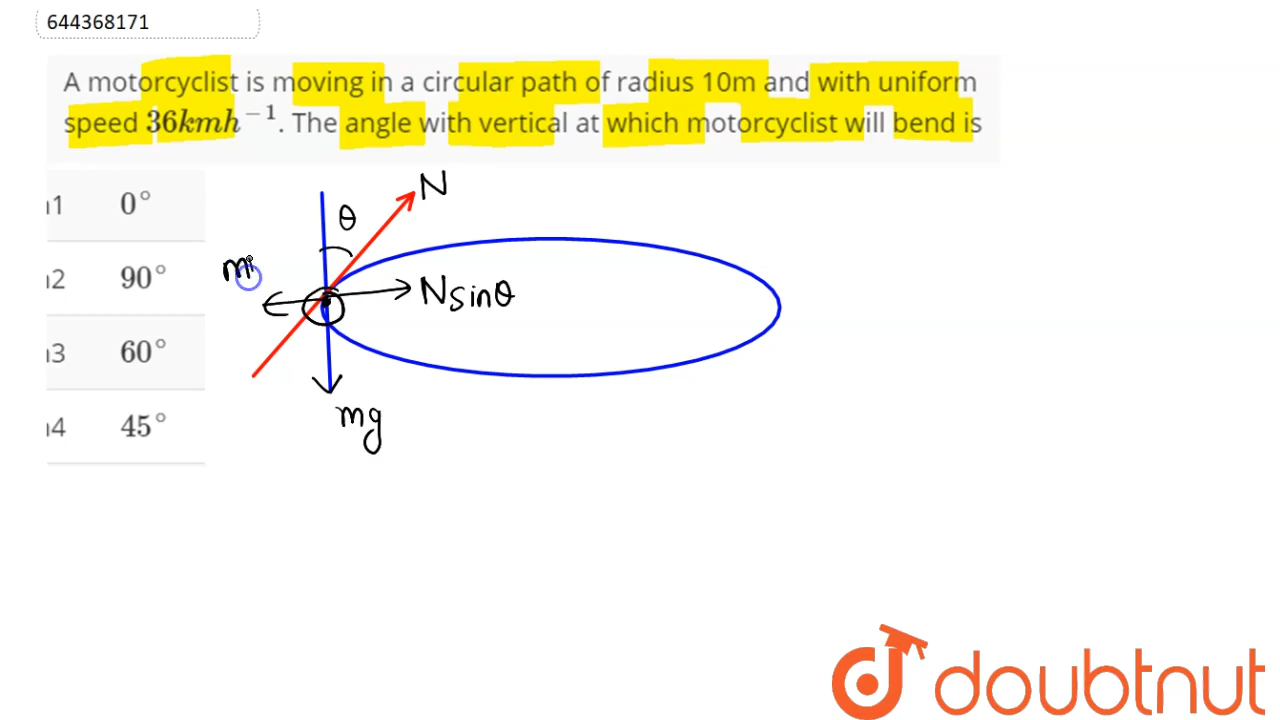 644368171
A motorcyclist is moving in a circular path of radius 10m and with uniform
speed 36kmh⁻¹. The angle with vertical at which motorcyclist will bend is
1 0°
2 90°
3 60°
4 45°
N
θ
m
N sinθ
mg
doubtnut